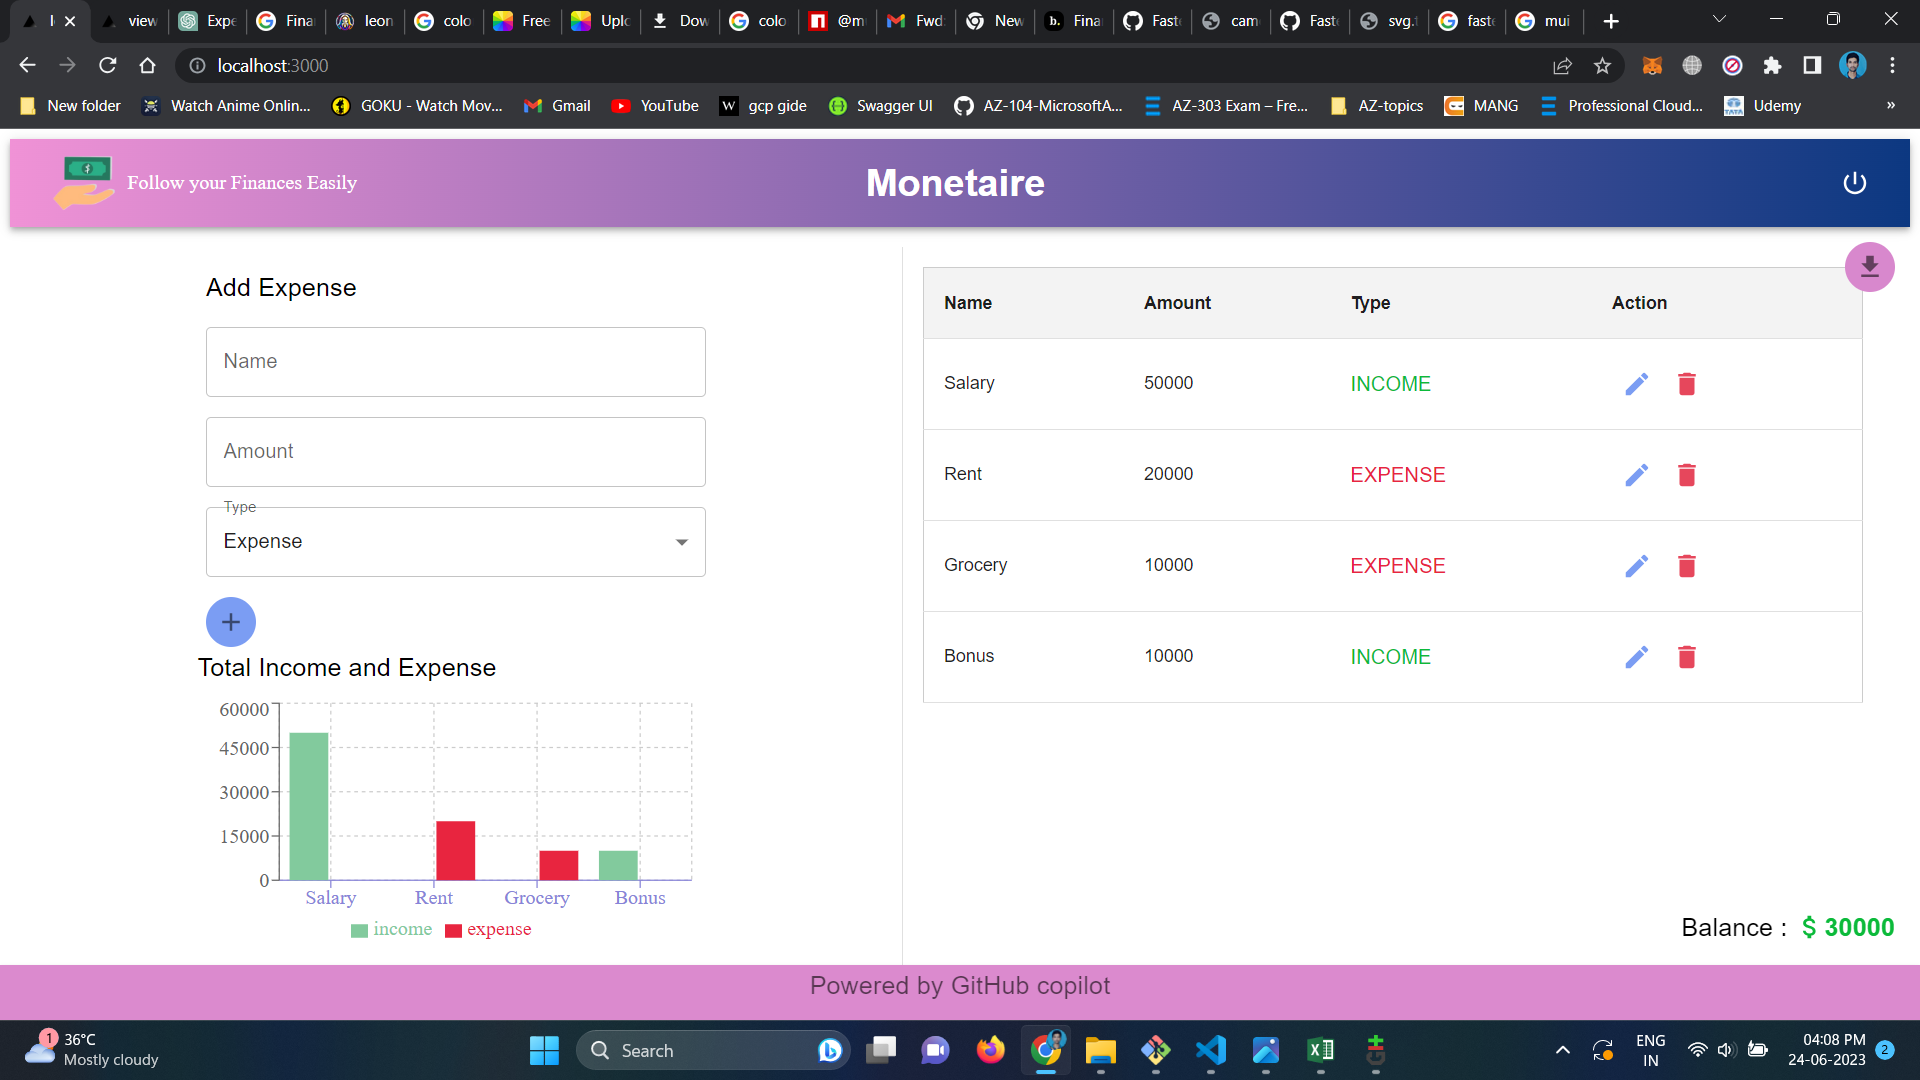 l
view
Expe
Fina
leon
colo
Free
Uplo
Dow
colo
@m
Fwd:
New
b. Fina
Fast
cam
Fast
svg.
fast
mui
localhost:3000
New folder
Watch Anime Onlin...
GOKU - Watch Mov...
Gmail
YouTube
W gcp gide
Swagger UI
AZ-104-MicrosoftA...
AZ-303 Exam – Fre...
AZ-topics
MANG
Professional Cloud...
Udemy
»
Follow your Finances Easily
Monetaire
Add Expense
Name
Amount
Type
Expense
+
Total Income and Expense
60000
45000
30000
15000
0
Salary Rent Grocery Bonus
income expense
Name Amount Type Action
Salary 50000 INCOME
Rent 20000 EXPENSE
Grocery 10000 EXPENSE
Bonus 10000 INCOME
Balance : $ 30000
Powered by GitHub copilot
1
36°C
Mostly cloudy
Search
ENG
IN
04:08 PM
24-06-2023
2